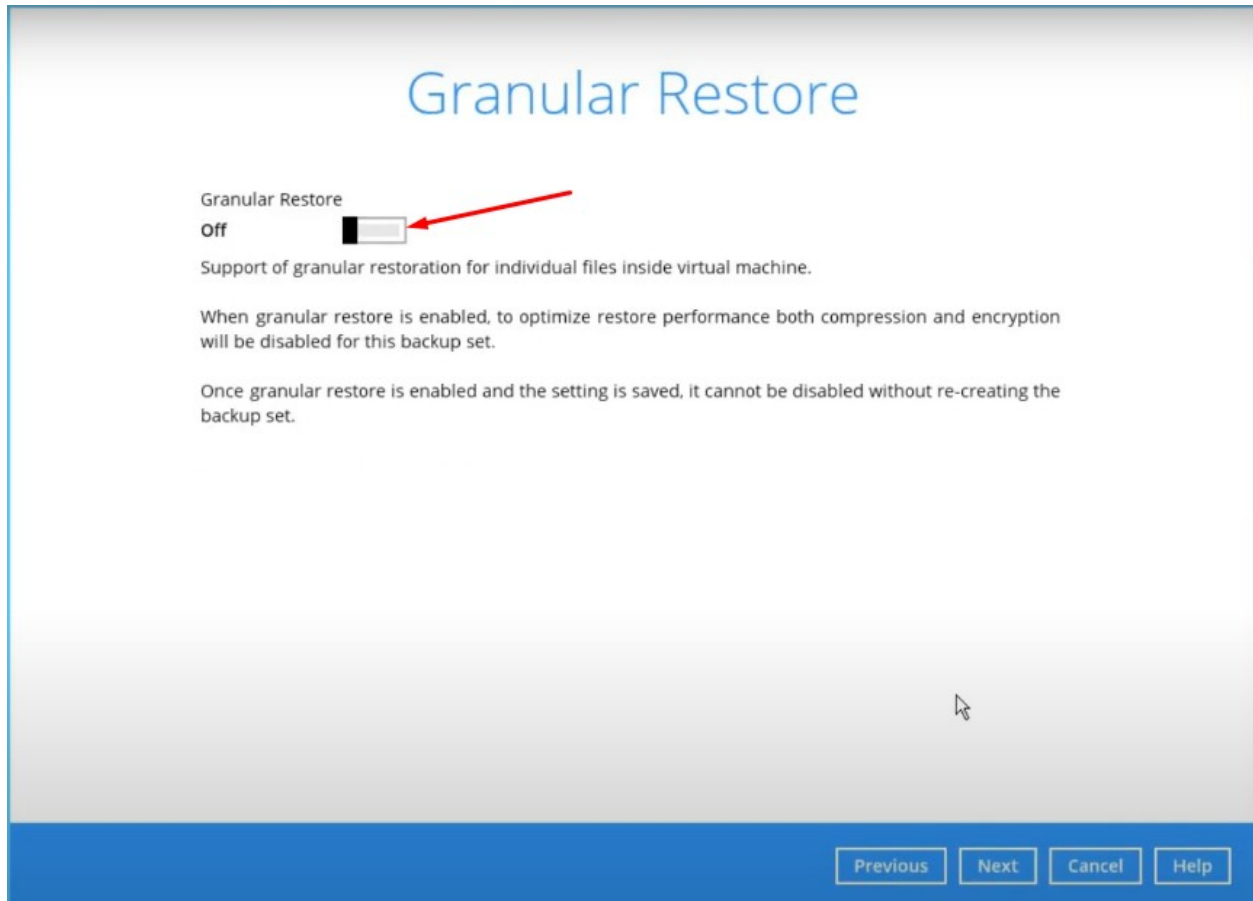 Granular Restore
Granular Restore
Off
Support of granular restoration for individual files inside virtual machine.
When granular restore is enabled, to optimize restore performance both compression and encryption
will be disabled for this backup set.
Once granular restore is enabled and the setting is saved, it cannot be disabled without re-creating the
backup set.
Previous Next Cancel Help